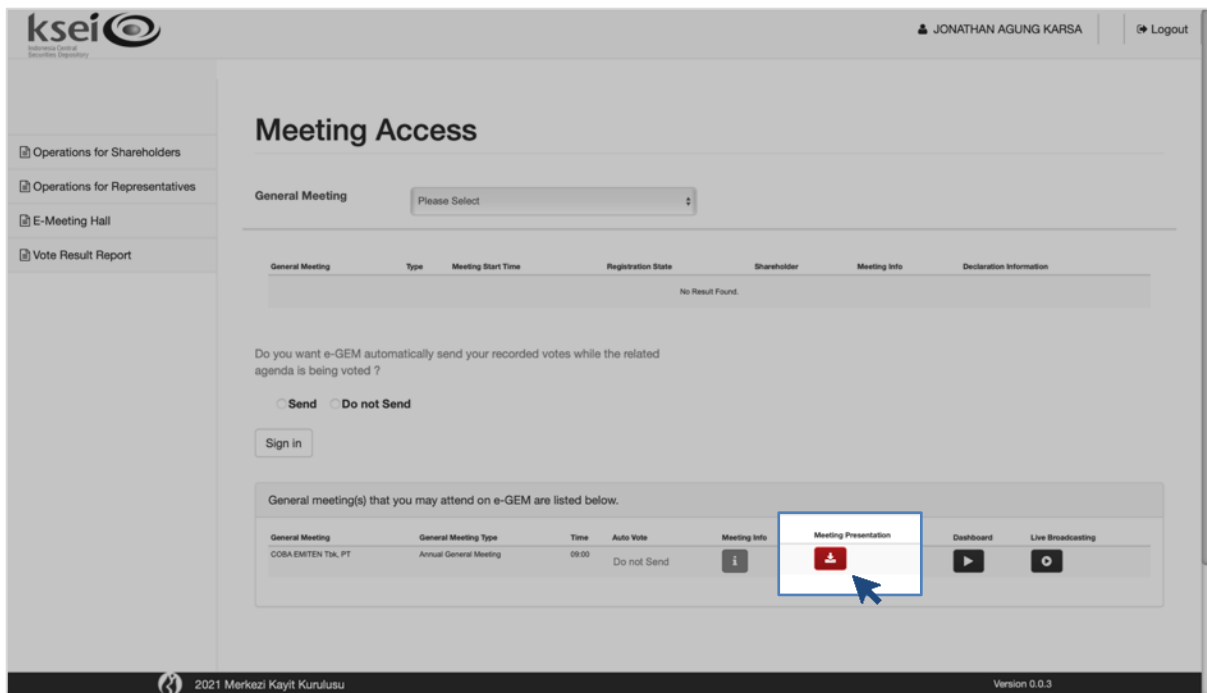 ksei
Indonesia Central
Securities Depository
JONATHAN AGUNG KARSA
Logout
Operations for Shareholders
Operations for Representatives
E-Meeting Hall
Vote Result Report
Meeting Access
General Meeting
Please Select
General Meeting Type Meeting Start Time Registration State Shareholder Meeting Info Declaration Information
No Result Found.
Do you want e-GEM automatically send your recorded votes while the related
agenda is being voted ?
Send Do not Send
Sign in
General meeting(s) that you may attend on e-GEM are listed below.
General Meeting General Meeting Type Time Auto Vote Meeting Info Meeting Presentation Dashboard Live Broadcasting
COBA EMITEN Tbk, PT Annual General Meeting 09:00 Do not Send
2021 Merkezi Kayit Kurulusu Version 0.0.3